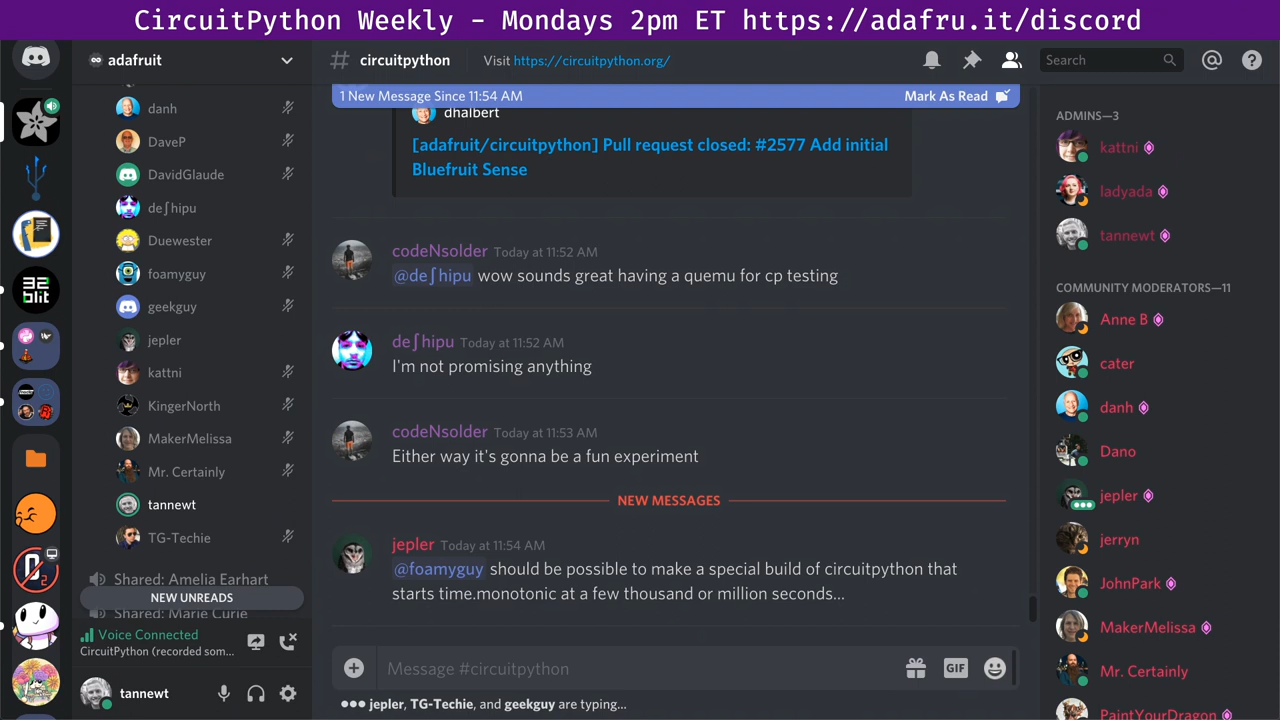 CircuitPython Weekly - Mondays 2pm ET https://adafru.it/discord
adafruit
danh
DaveP
DavidGlaude
de∫hipu
Duewester
foamyguy
geekguy
jepler
kattni
KingerNorth
MakerMelissa
Mr. Certainly
tannewt
TG-Techie
Shared: Amelia Earhart
NEW UNREADS
Shared: Marie Curie
Voice Connected
CircuitPython (recorded som...
tannewt
32
blit
# circuitpython
Visit https://circuitpython.org/
Search
1 New Message Since 11:54 AM
Mark As Read
dhalbert
[adafruit/circuitpython] Pull request closed: #2577 Add initial
Bluefruit Sense
codeNsolder Today at 11:52 AM
@de∫hipu wow sounds great having a quemu for cp testing
de∫hipu Today at 11:52 AM
I'm not promising anything
codeNsolder Today at 11:53 AM
Either way it's gonna be a fun experiment
NEW MESSAGES
jepler Today at 11:54 AM
@foamyguy should be possible to make a special build of circuitpython that
starts time.monotonic at a few thousand or million seconds...
Message #circuitpython
GIF
jepler, TG-Techie, and geekguy are typing...
ADMINS—3
kattni
ladyada
tannewt
COMMUNITY MODERATORS—11
Anne B
cater
danh
Dano
jepler
jerryn
JohnPark
MakerMelissa
Mr. Certainly
PaintYourDragon